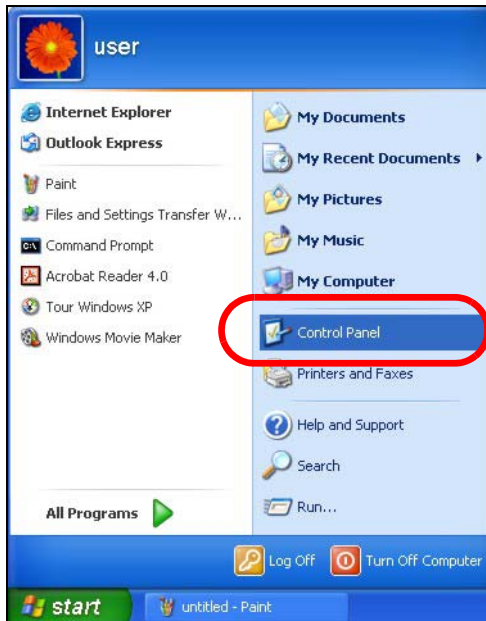 user
Internet Explorer
Outlook Express
Paint
Files and Settings Transfer W...
Command Prompt
Acrobat Reader 4.0
Tour Windows XP
Windows Movie Maker
All Programs
My Documents
My Recent Documents
My Pictures
My Music
My Computer
Control Panel
Printers and Faxes
Help and Support
Search
Run...
Log Off
Turn Off Computer
start
untitled - Paint